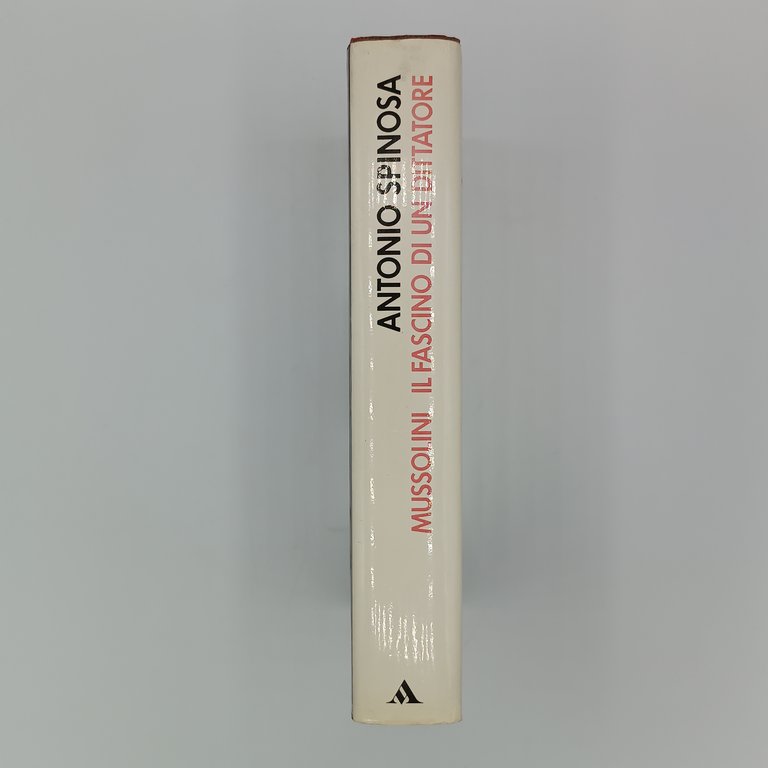 ANTONIO SPINOSA
MUSSOLINI IL FASCINO DI UN DITTATORE